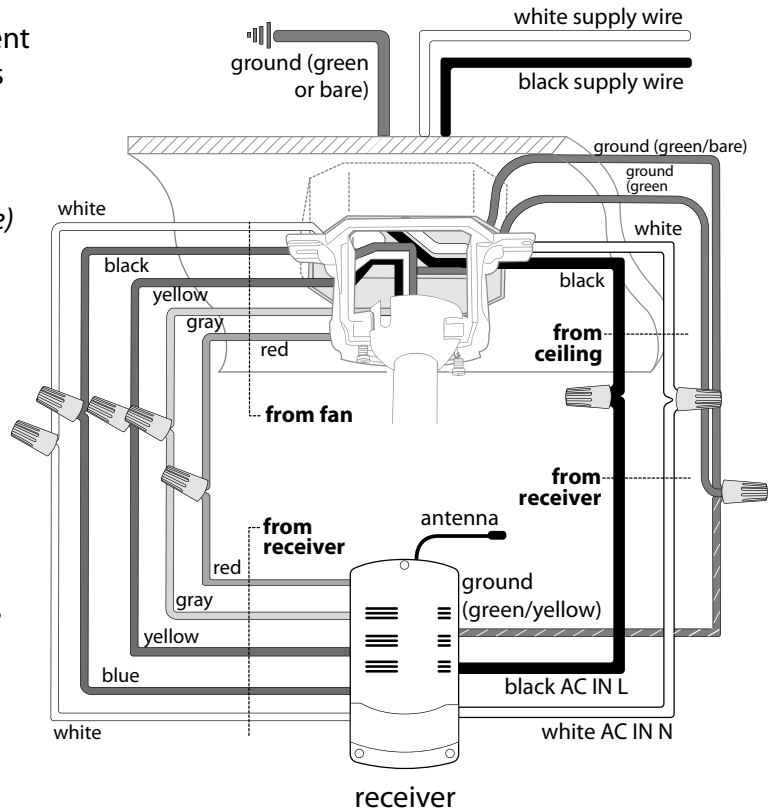 ent
s
e)
white supply wire
ground (green
or bare)
black supply wire
ground (green/bare)
ground
(green
white
white
black
black
yellow
gray
red
from
ceiling
from fan
from
receiver
from
receiver
antenna
red
ground
(green/yellow)
gray
yellow
blue
black AC IN L
white
white AC IN N
receiver